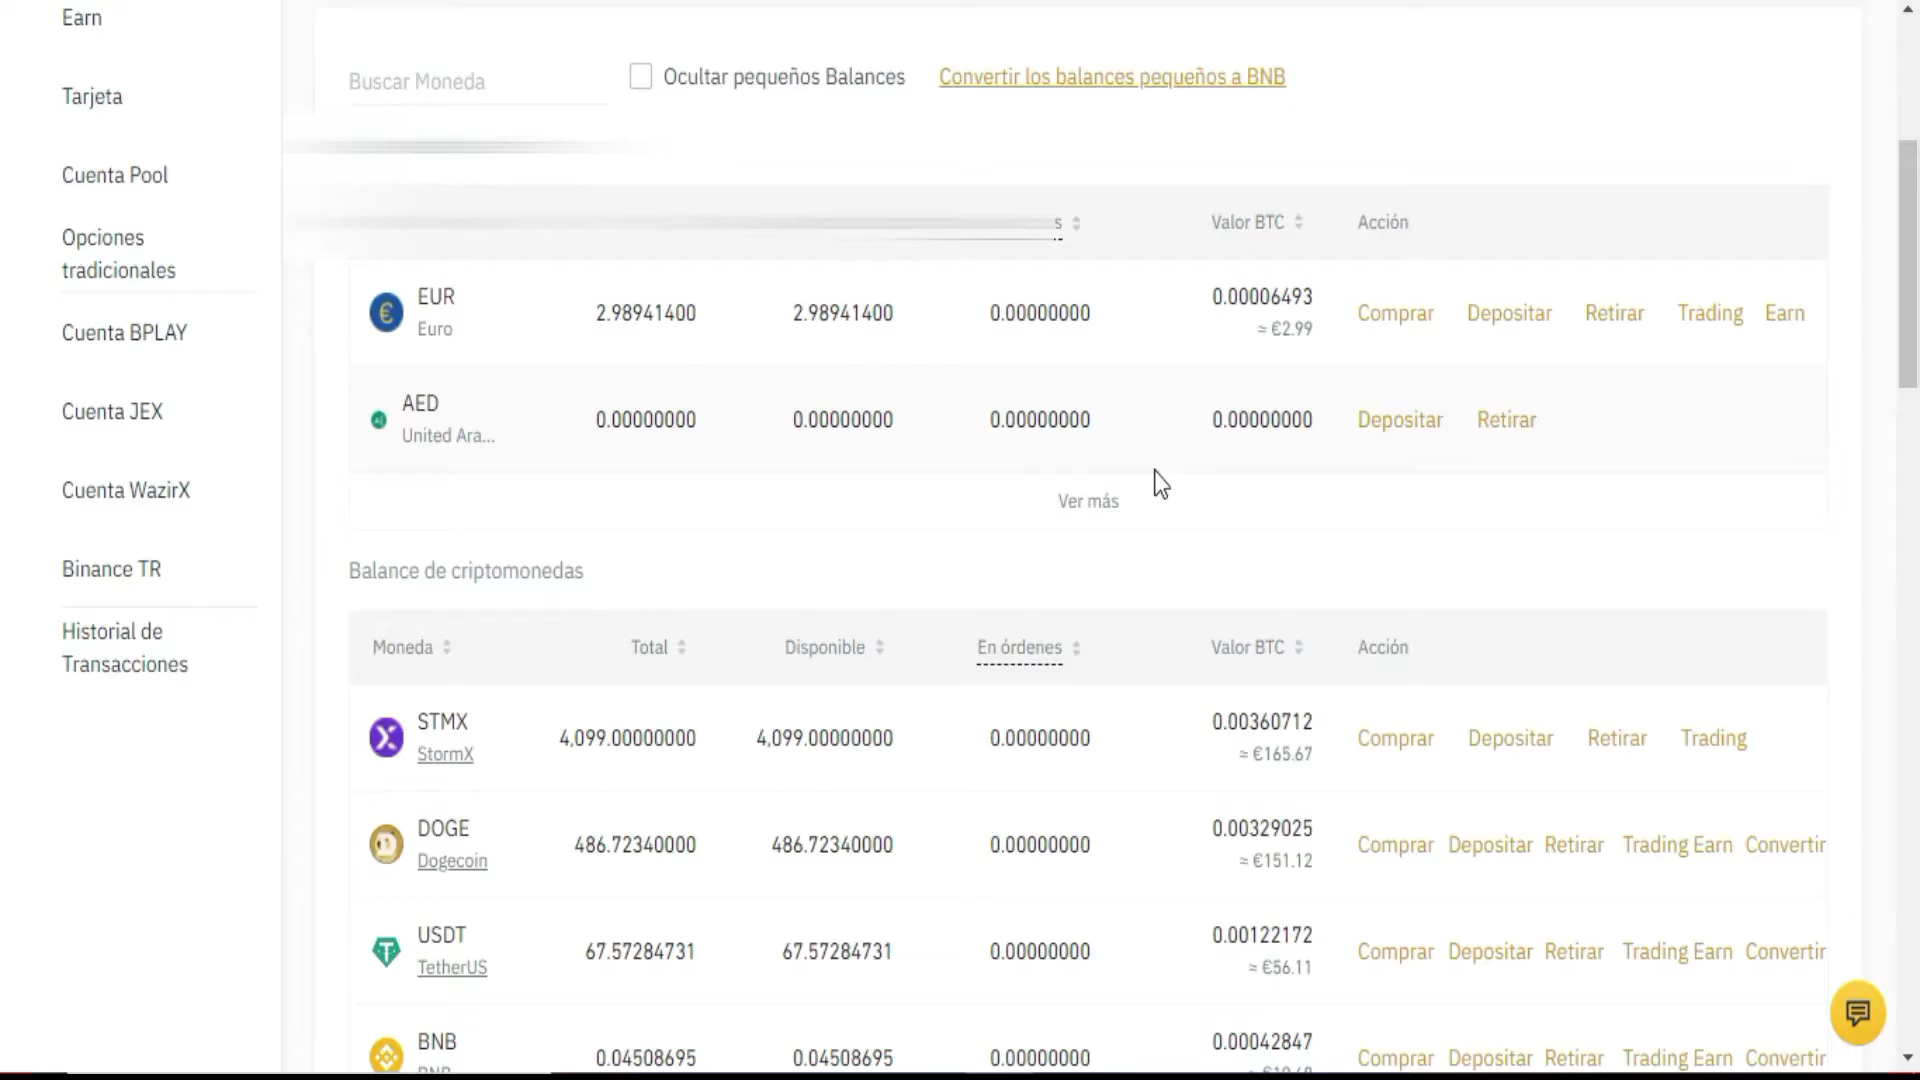 Earn
Tarjeta
Cuenta Pool
Opciones
tradicionales
Cuenta BPLAY
Cuenta JEX
Cuenta WazirX
Binance TR
Historial de
Transacciones
Buscar Moneda
Ocultar pequeños Balances
Convertir los balances pequeños a BNB
s Valor BTC Acción
EUR
Euro
2.98941400 2.98941400 0.00000000 0.00006493
≈ €2.99
Comprar Depositar Retirar Trading Earn
AED
United Ara...
0.00000000 0.00000000 0.00000000 0.00000000 Depositar Retirar
Ver más
Balance de criptomonedas
Moneda Total Disponible En órdenes Valor BTC Acción
STMX
StormX
4,099.00000000 4,099.00000000 0.00000000 0.00360712
≈ €165.67
Comprar Depositar Retirar Trading
DOGE
Dogecoin
486.72340000 486.72340000 0.00000000 0.00329025
≈ €151.12
Comprar Depositar Retirar Trading Earn Convertir
USDT
TetherUS
67.57284731 67.57284731 0.00000000 0.00122172
≈ €56.11
Comprar Depositar Retirar Trading Earn Convertir
BNB
BNB
0.04508695 0.04508695 0.00000000 0.00042847
Comprar Depositar Retirar Trading Earn Convertir